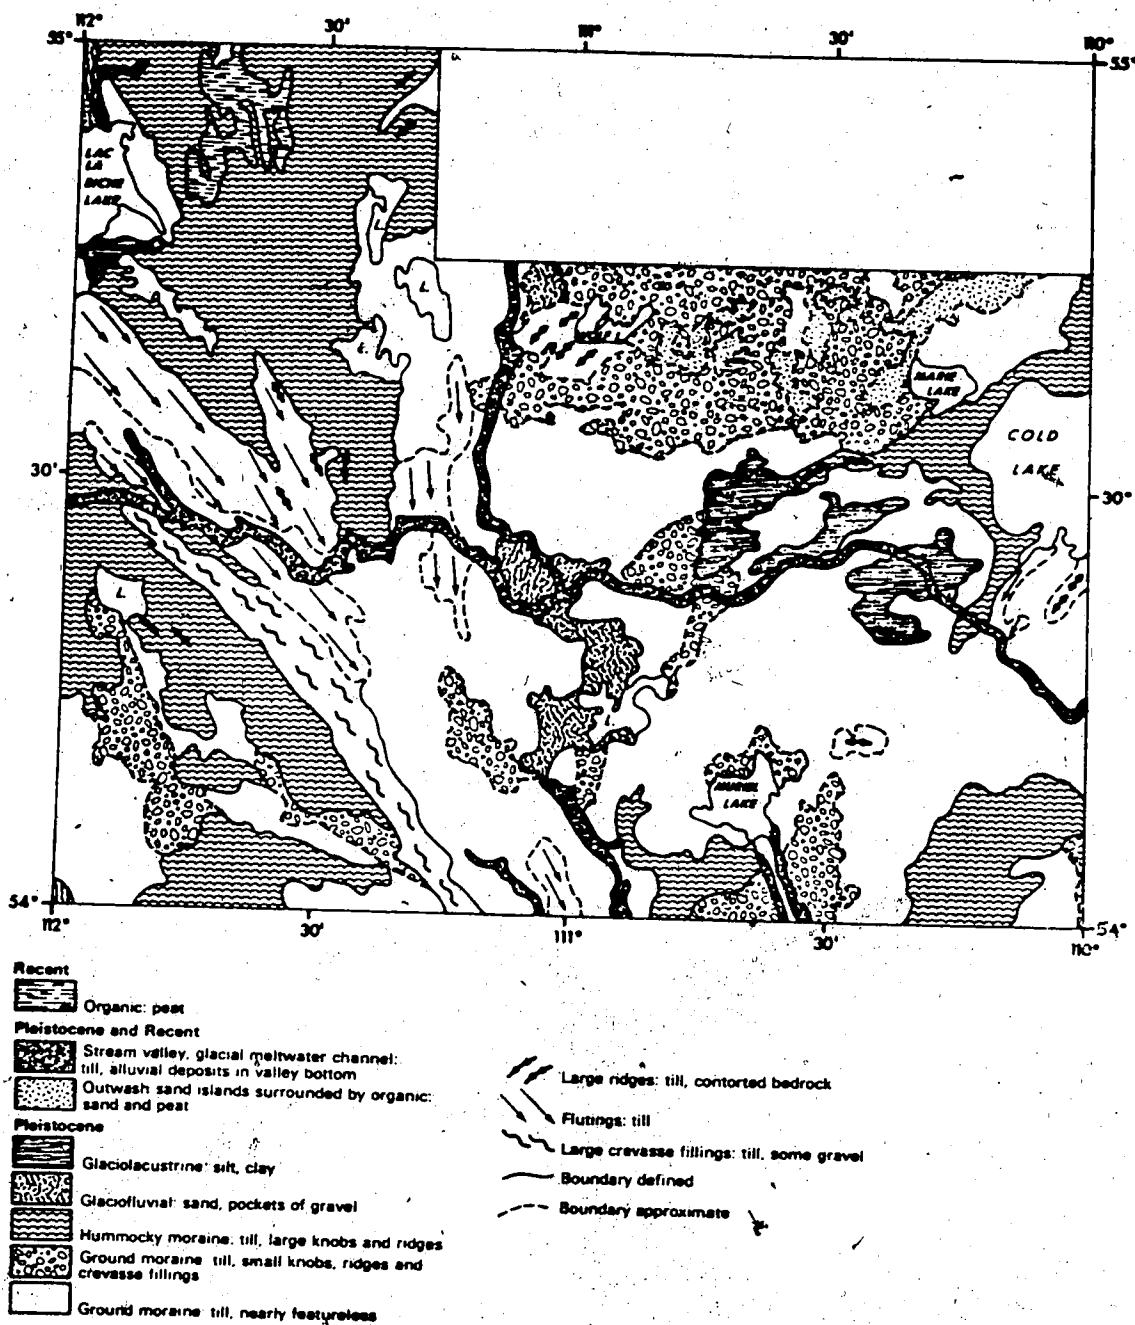 112°
30'
111°
30'
110°
55°
55°
LAC
LA
BICHE
LAKE
L
L
L
MARIE
LAKE
COLD
LAKE
30'
30°
L
MURIEL
LAKE
54°
54°
112°
30'
111°
30'
110°
Recent
Organic: peat
Pleistocene and Recent
Stream valley, glacial meltwater channel:
till, alluvial deposits in valley bottom
Outwash sand islands surrounded by organic:
sand and peat
Pleistocene
Glaciolacustrine: silt, clay
Glaciofluvial: sand, pockets of gravel
Hummocky moraine: till, large knobs and ridges
Ground moraine: till, small knobs, ridges and
crevasse fillings
Ground moraine: till, nearly featureless
Large ridges: till, contorted bedrock
Flutings: till
Large crevasse fillings: till, some gravel
Boundary defined
Boundary approximate